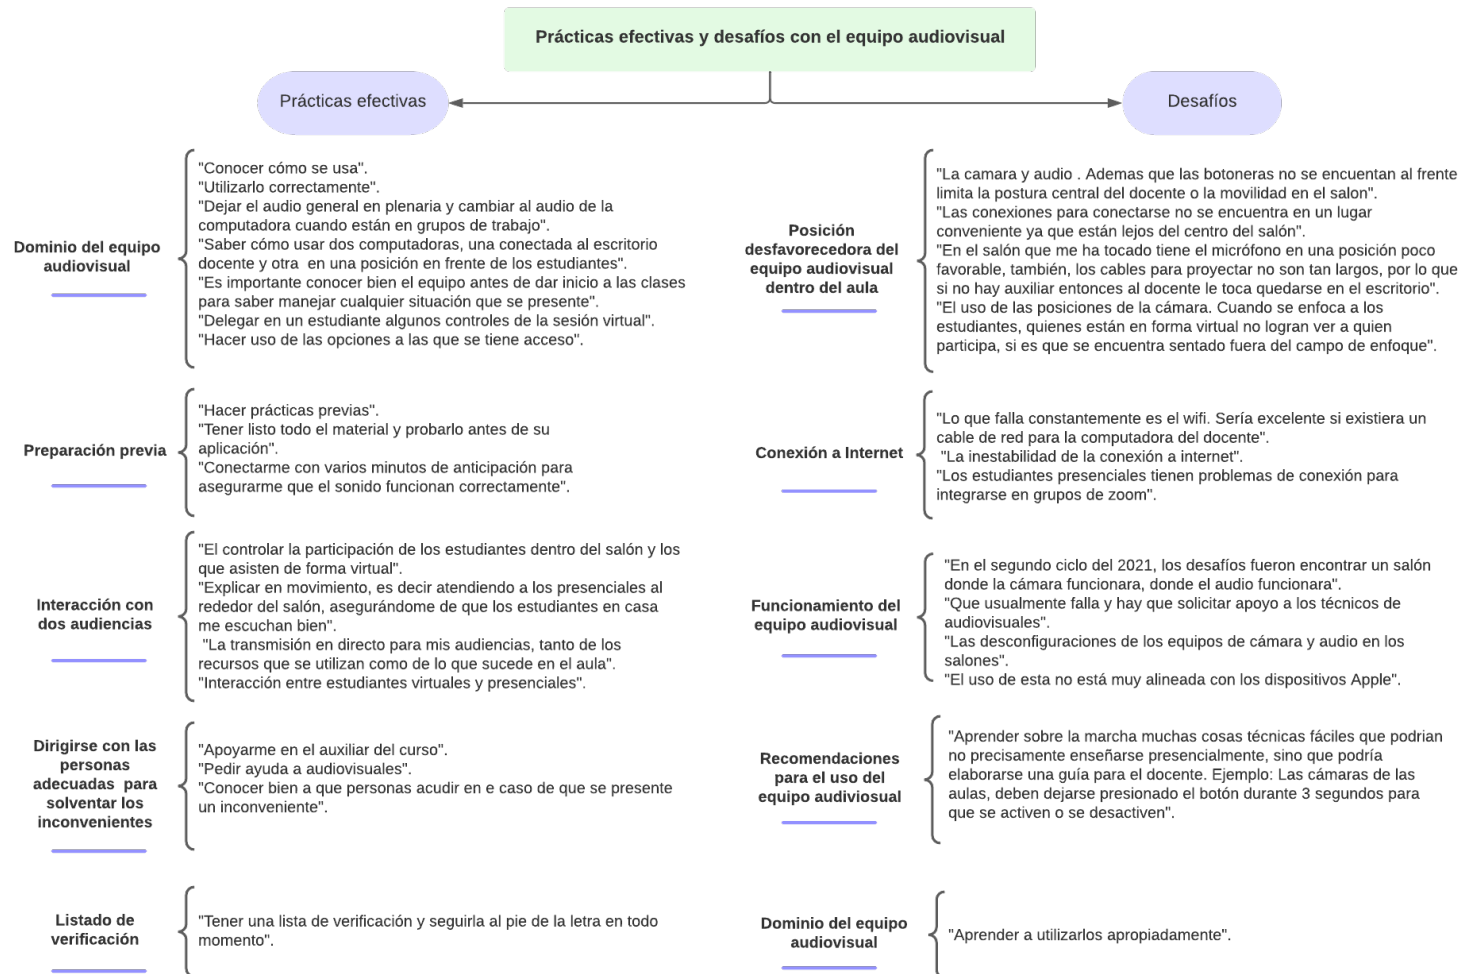 Prácticas efectivas y desafíos con el equipo audiovisual
Prácticas efectivas
Desafíos
Dominio del equipo
audiovisual
"Conocer cómo se usa".
"Utilizarlo correctamente".
"Dejar el audio general en plenaria y cambiar al audio de la
computadora cuando están en grupos de trabajo".
"Saber cómo usar dos computadoras, una conectada al escritorio
docente y otra  en una posición en frente de los estudiantes".
"Es importante conocer bien el equipo antes de dar inicio a las clases
para saber manejar cualquier situación que se presente".
"Delegar en un estudiante algunos controles de la sesión virtual".
"Hacer uso de las opciones a las que se tiene acceso".
Preparación previa
"Hacer prácticas previas".
"Tener listo todo el material y probarlo antes de su
aplicación".
"Conectarme con varios minutos de anticipación para
asegurarme que el sonido funcionan correctamente".
Interacción con
dos audiencias
"El controlar la participación de los estudiantes dentro del salón y los
que asisten de forma virtual".
"Explicar en movimiento, es decir atendiendo a los presenciales al
rededor del salón, asegurándome de que los estudiantes en casa
me escuchan bien".
"La transmisión en directo para mis audiencias, tanto de los
recursos que se utilizan como de lo que sucede en el aula".
"Interacción entre estudiantes virtuales y presenciales".
Dirigirse con las
personas
adecuadas  para
solventar los
inconvenientes
"Apoyarme en el auxiliar del curso".
"Pedir ayuda a audiovisuales".
"Conocer bien a que personas acudir en e caso de que se presente
un inconveniente".
Listado de
verificación
"Tener una lista de verificación y seguirla al pie de la letra en todo
momento".
Posición
desfavorecedora del
equipo audiovisual
dentro del aula
"La camara y audio . Ademas que las botoneras no se encuentan al frente
limita la postura central del docente o la movilidad en el salon".
"Las conexiones para conectarse no se encuentra en un lugar
conveniente ya que están lejos del centro del salón".
"En el salón que me ha tocado tiene el micrófono en una posición poco
favorable, también, los cables para proyectar no son tan largos, por lo que
si no hay auxiliar entonces al docente le toca quedarse en el escritorio".
"El uso de las posiciones de la cámara. Cuando se enfoca a los
estudiantes, quienes están en forma virtual no logran ver a quien
participa, si es que se encuentra sentado fuera del campo de enfoque".
Conexión a Internet
"Lo que falla constantemente es el wifi. Sería excelente si existiera un
cable de red para la computadora del docente".
"La inestabilidad de la conexión a internet".
"Los estudiantes presenciales tienen problemas de conexión para
integrarse en grupos de zoom".
Funcionamiento del
equipo audiovisual
"En el segundo ciclo del 2021, los desafíos fueron encontrar un salón
donde la cámara funcionara, donde el audio funcionara".
"Que usualmente falla y hay que solicitar apoyo a los técnicos de
audiovisuales".
"Las desconfiguraciones de los equipos de cámara y audio en los
salones".
"El uso de esta no está muy alineada con los dispositivos Apple".
Recomendaciones
para el uso del
equipo audiviosual
"Aprender sobre la marcha muchas cosas técnicas fáciles que podrian
no precisamente enseñarse presencialmente, sino que podría
elaborarse una guía para el docente. Ejemplo: Las cámaras de las
aulas, deben dejarse presionado el botón durante 3 segundos para
que se activen o se desactiven".
Dominio del equipo
audiovisual
"Aprender a utilizarlos apropiadamente".